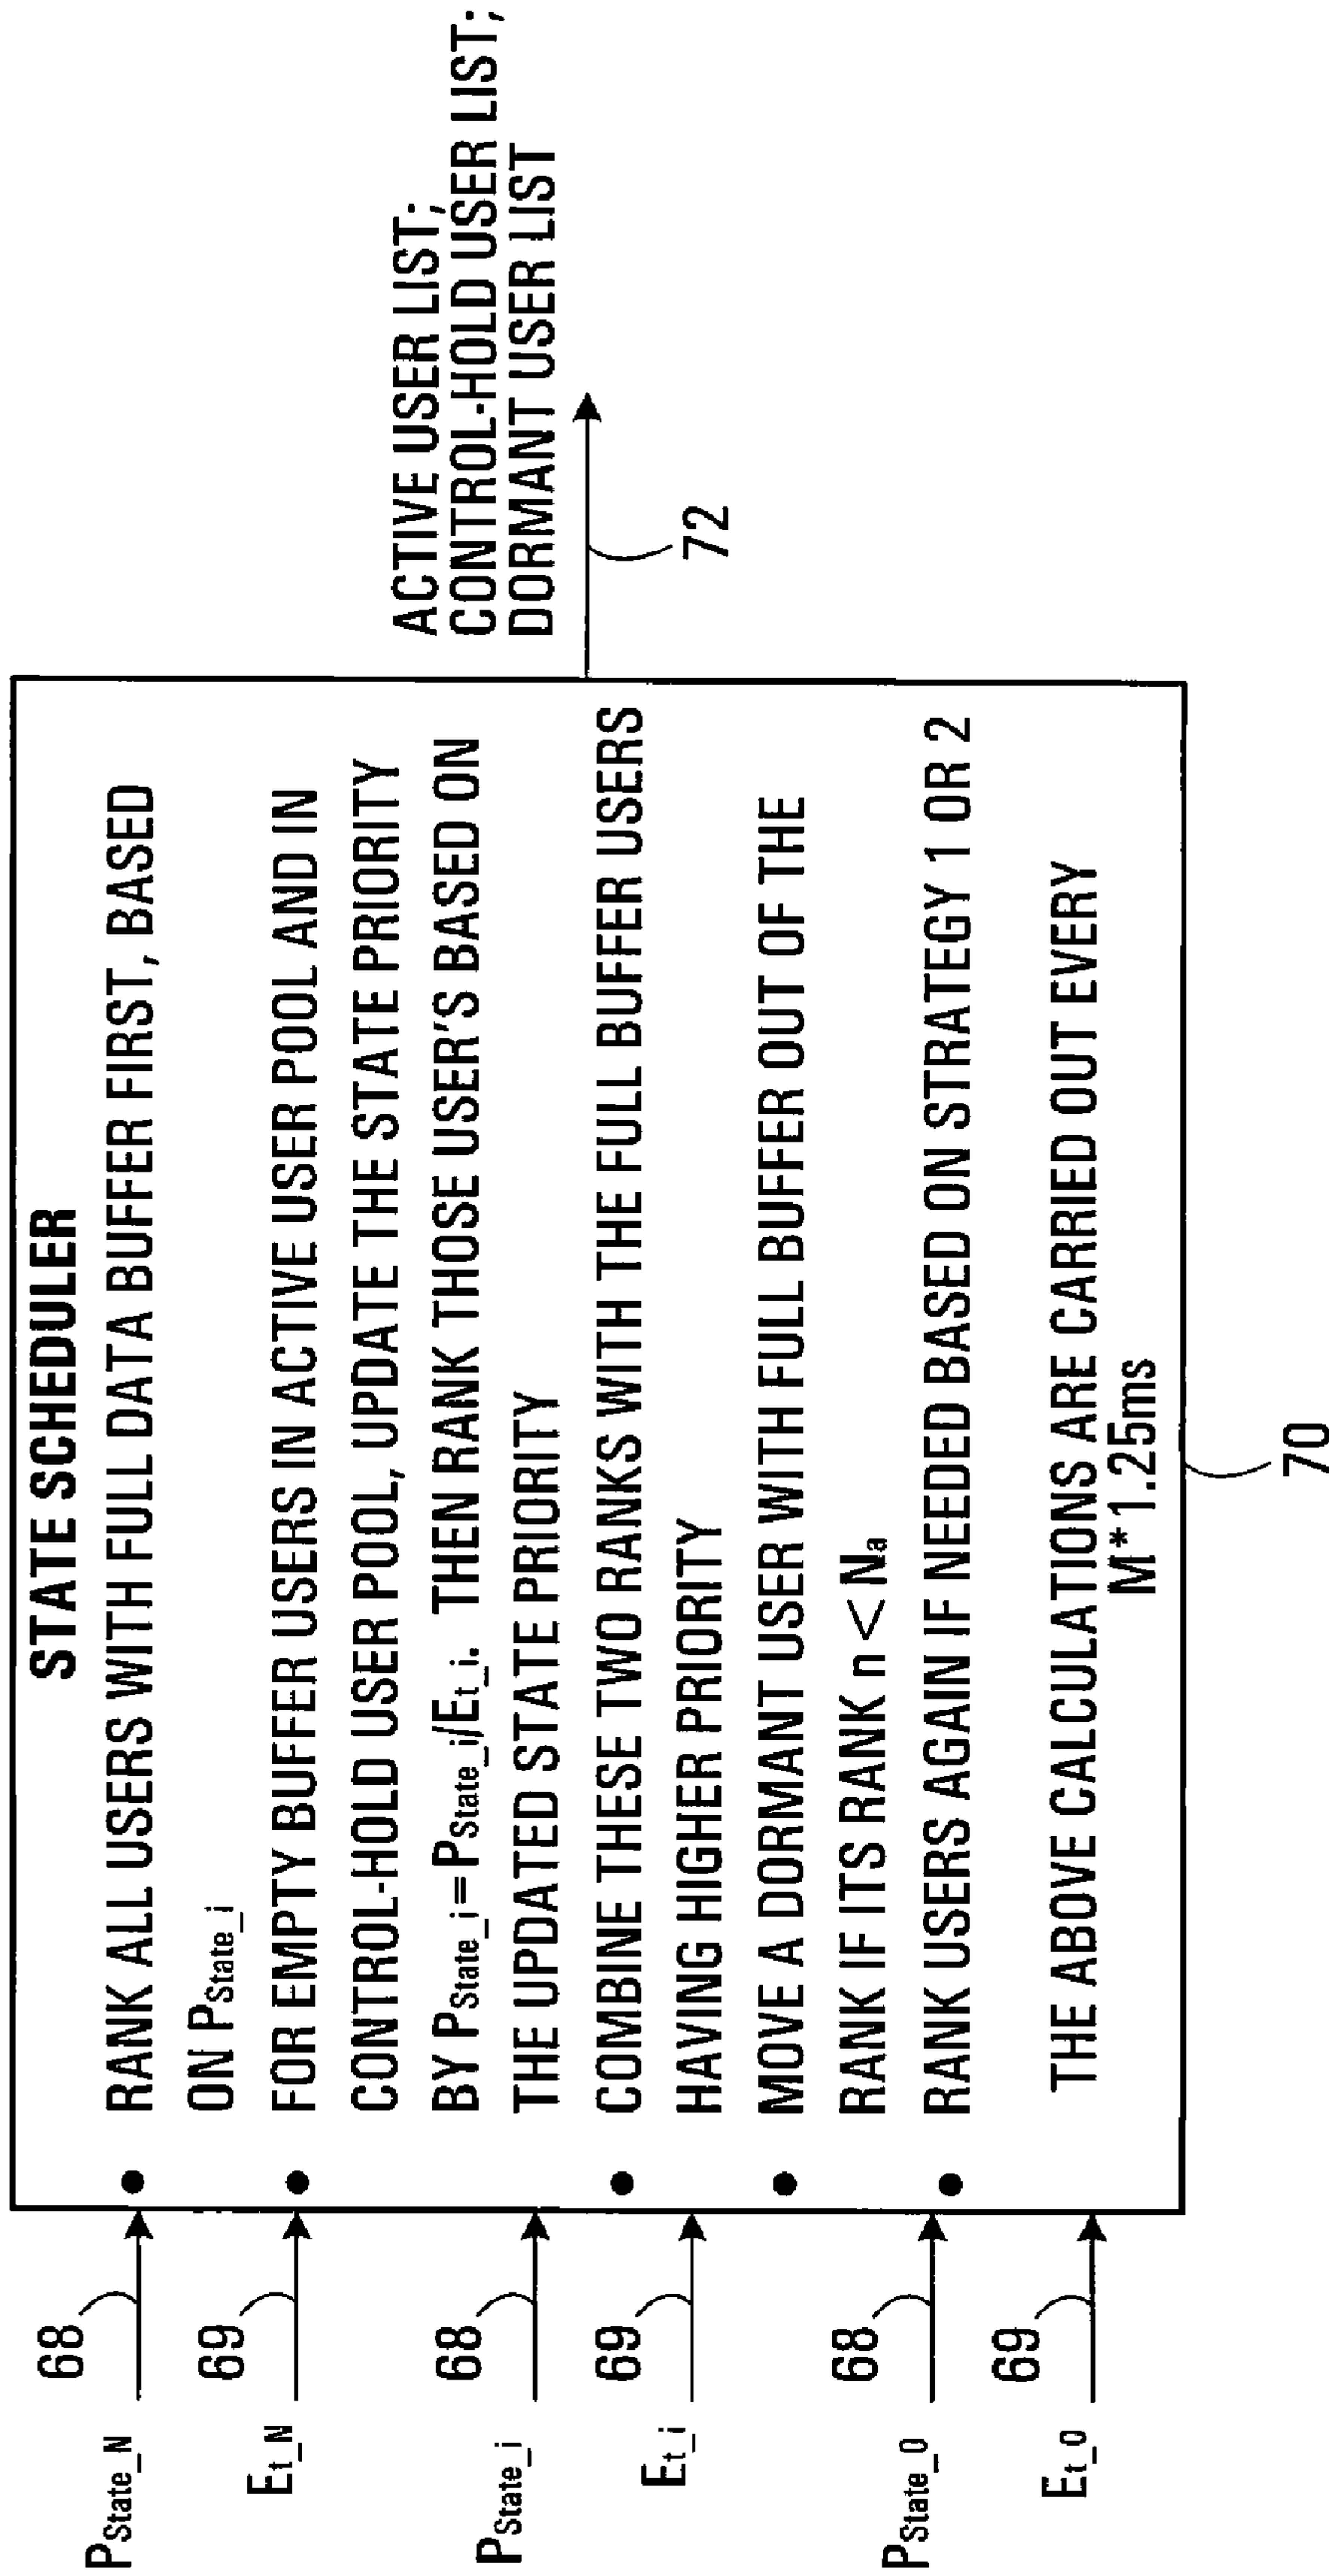 STATE SCHEDULER
RANK ALL USERS WITH FULL DATA BUFFER FIRST, BASED
ON PState_i
FOR EMPTY BUFFER USERS IN ACTIVE USER POOL AND IN
CONTROL-HOLD USER POOL, UPDATE THE STATE PRIORITY
BY PState_i=PState_i/Et_i. THEN RANK THOSE USER'S BASED ON
THE UPDATED STATE PRIORITY
COMBINE THESE TWO RANKS WITH THE FULL BUFFER USERS
HAVING HIGHER PRIORITY
MOVE A DORMANT USER WITH FULL BUFFER OUT OF THE
RANK IF ITS RANK n < Na
RANK USERS AGAIN IF NEEDED BASED ON STRATEGY 1 OR 2
THE ABOVE CALCULATIONS ARE CARRIED OUT EVERY
M*1.25ms
PState_N
68
Et_N
69
PState_i
68
Et_i
69
PState_0
68
Et_0
69
ACTIVE USER LIST;
CONTROL-HOLD USER LIST;
DORMANT USER LIST
72
70